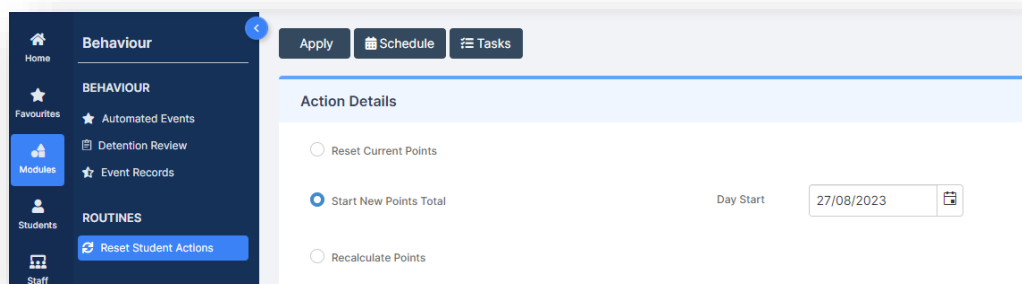 Home
Favourites
Modules
Students
Staff
Behaviour
BEHAVIOUR
Automated Events
Detention Review
Event Records
ROUTINES
Reset Student Actions
Apply Schedule Tasks
Action Details
Reset Current Points
Start New Points Total Day Start 27/08/2023
Recalculate Points